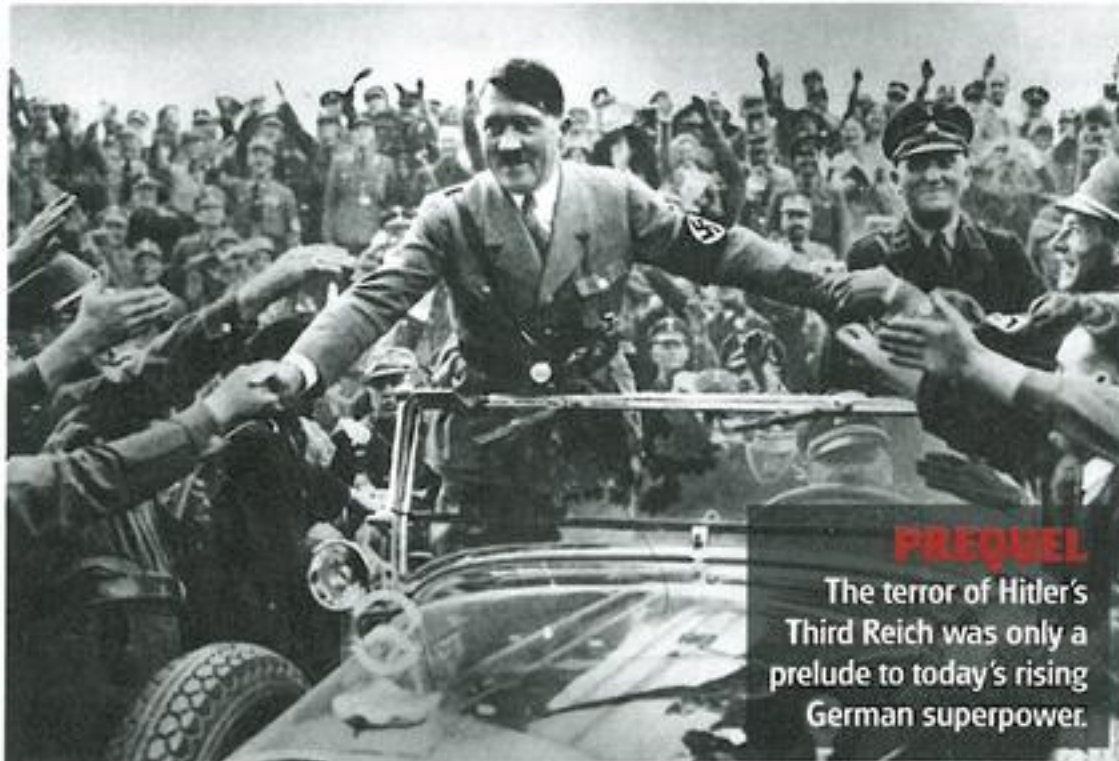 PREQUEL
The terror of Hitler's
Third Reich was only a
prelude to today's rising
German superpower.